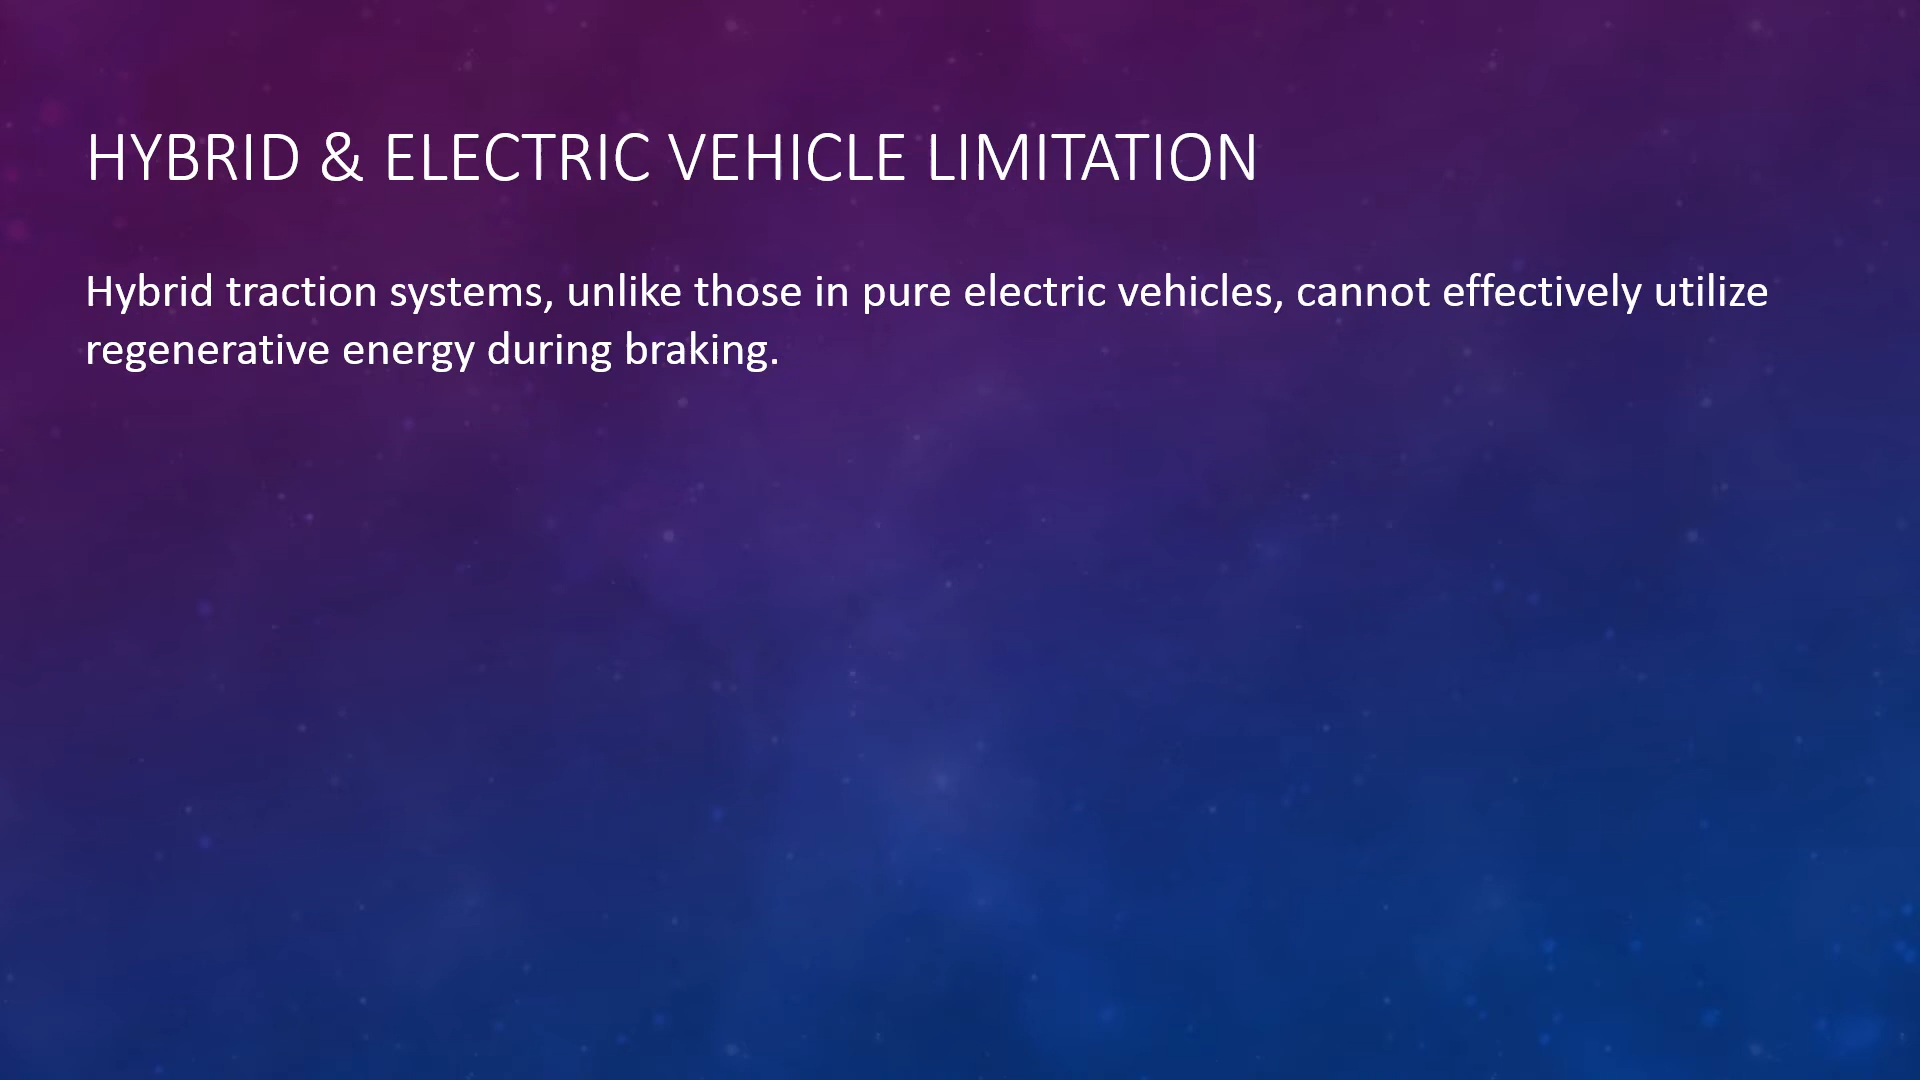 HYBRID & ELECTRIC VEHICLE LIMITATION
Hybrid traction systems, unlike those in pure electric vehicles, cannot effectively utilize
regenerative energy during braking.